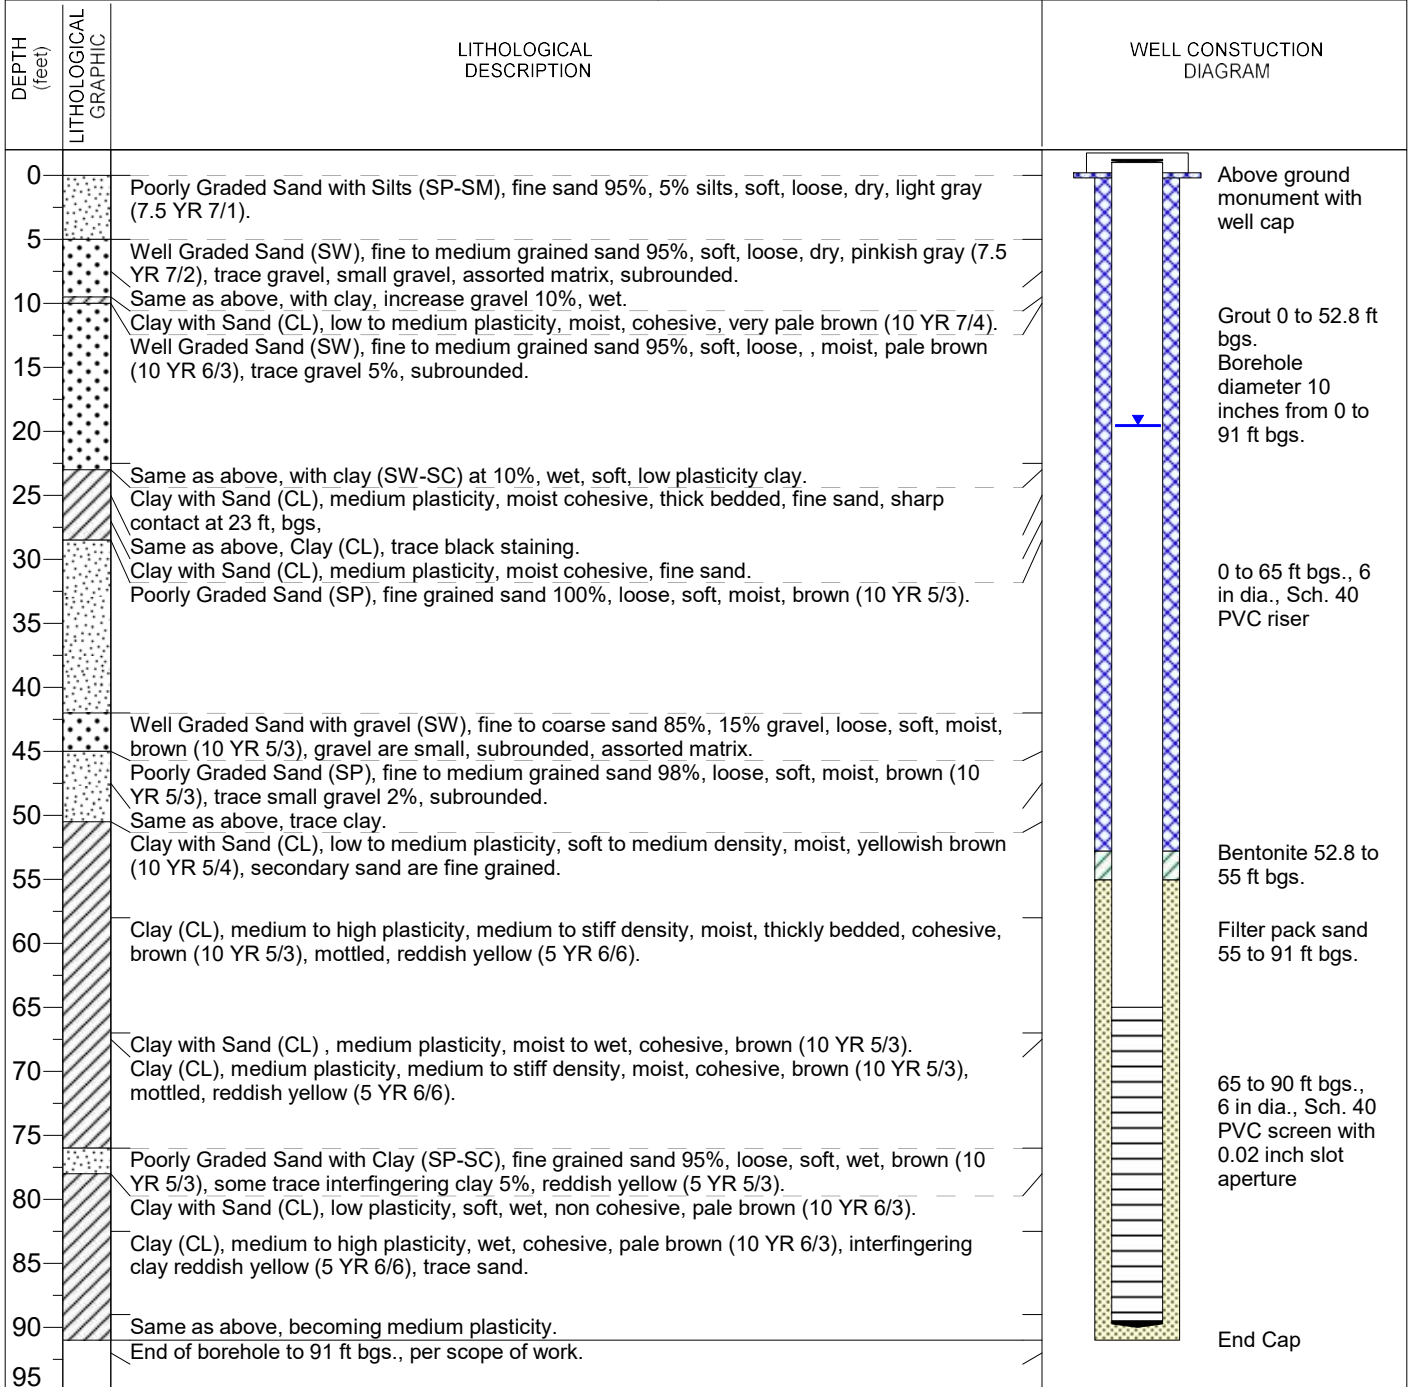 DEPTH
(feet)
LITHOLOGICAL
GRAPHIC
LITHOLOGICAL
DESCRIPTION
WELL CONSTUCTION
DIAGRAM
0
5
10
15
20
25
30
35
40
45
50
55
60
65
70
75
80
85
90
95
Poorly Graded Sand with Silts (SP-SM), fine sand 95%, 5% silts, soft, loose, dry, light gray
(7.5 YR 7/1).
Well Graded Sand (SW), fine to medium grained sand 95%, soft, loose, dry, pinkish gray (7.5
YR 7/2), trace gravel, small gravel, assorted matrix, subrounded.
Same as above, with clay, increase gravel 10%, wet.
Clay with Sand (CL), low to medium plasticity, moist, cohesive, very pale brown (10 YR 7/4).
Well Graded Sand (SW), fine to medium grained sand 95%, soft, loose, , moist, pale brown
(10 YR 6/3), trace gravel 5%, subrounded.
Same as above, with clay (SW-SC) at 10%, wet, soft, low plasticity clay.
Clay with Sand (CL), medium plasticity, moist cohesive, thick bedded, fine sand, sharp
contact at 23 ft, bgs,
Same as above, Clay (CL), trace black staining.
Clay with Sand (CL), medium plasticity, moist cohesive, fine sand.
Poorly Graded Sand (SP), fine grained sand 100%, loose, soft, moist, brown (10 YR 5/3).
Well Graded Sand with gravel (SW), fine to coarse sand 85%, 15% gravel, loose, soft, moist,
brown (10 YR 5/3), gravel are small, subrounded, assorted matrix.
Poorly Graded Sand (SP), fine to medium grained sand 98%, loose, soft, moist, brown (10
YR 5/3), trace small gravel 2%, subrounded.
Same as above, trace clay.
Clay with Sand (CL), low to medium plasticity, soft to medium density, moist, yellowish brown
(10 YR 5/4), secondary sand are fine grained.
Clay (CL), medium to high plasticity, medium to stiff density, moist, thickly bedded, cohesive,
brown (10 YR 5/3), mottled, reddish yellow (5 YR 6/6).
Clay with Sand (CL) , medium plasticity, moist to wet, cohesive, brown (10 YR 5/3).
Clay (CL), medium plasticity, medium to stiff density, moist, cohesive, brown (10 YR 5/3),
mottled, reddish yellow (5 YR 6/6).
Poorly Graded Sand with Clay (SP-SC), fine grained sand 95%, loose, soft, wet, brown (10
YR 5/3), some trace interfingering clay 5%, reddish yellow (5 YR 5/3).
Clay with Sand (CL), low plasticity, soft, wet, non cohesive, pale brown (10 YR 6/3).
Clay (CL), medium to high plasticity, wet, cohesive, pale brown (10 YR 6/3), interfingering
clay reddish yellow (5 YR 6/6), trace sand.
Same as above, becoming medium plasticity.
End of borehole to 91 ft bgs., per scope of work.
Above ground
monument with
well cap
Grout 0 to 52.8 ft
bgs.
Borehole
diameter 10
inches from 0 to
91 ft bgs.
0 to 65 ft bgs., 6
in dia., Sch. 40
PVC riser
Bentonite 52.8 to
55 ft bgs.
Filter pack sand
55 to 91 ft bgs.
65 to 90 ft bgs.,
6 in dia., Sch. 40
PVC screen with
0.02 inch slot
aperture
End Cap